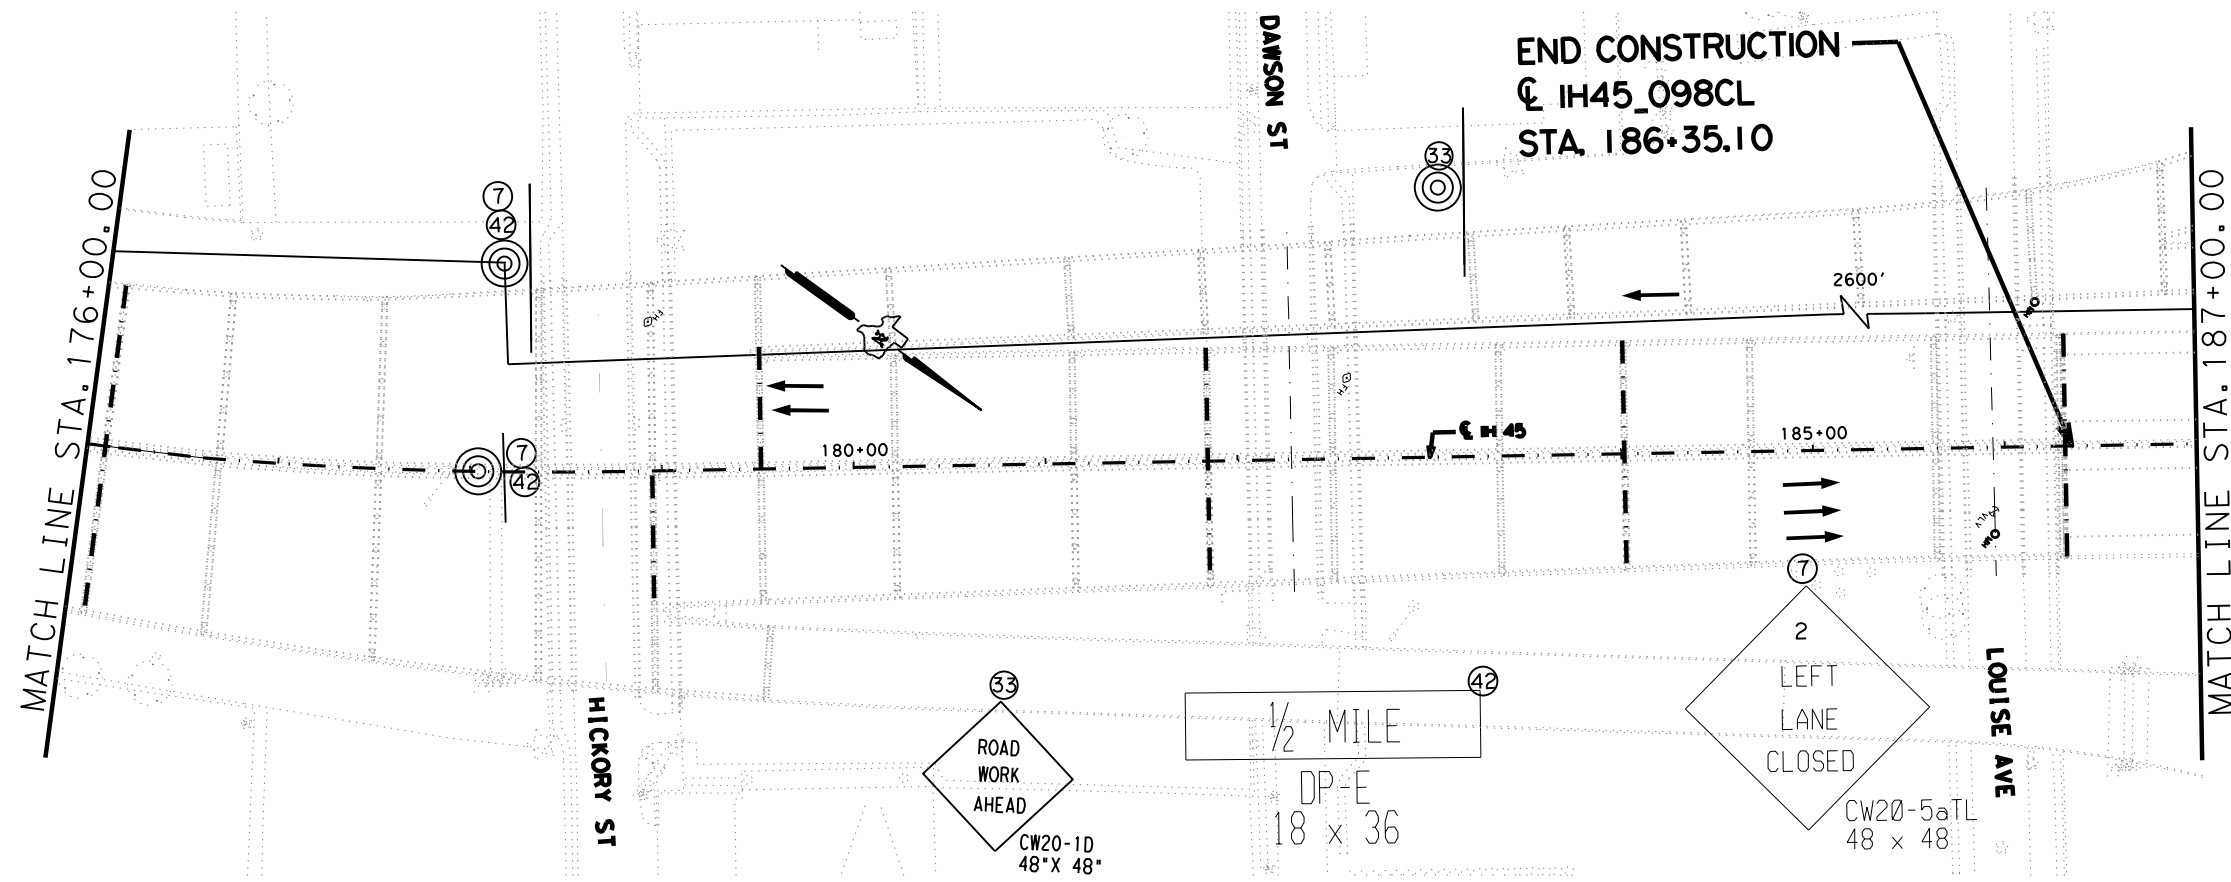 MATCH LINE STA. 176+00.00
7
42
DAWSON ST
33
END CONSTRUCTION
℄ IH45_098CL
STA. 186+35.10
2600'
MATCH LINE STA. 187+00.00
FH
FH
℄ IH 45
180+00
185+00
7
42
VLV
7
HICKORY ST
33
ROAD
WORK
AHEAD
CW20-1D
48"X 48"
42
1/2 MILE
DP-E
18 x 36
2
LEFT
LANE
CLOSED
CW20-5aTL
48 x 48
LOUISE AVE